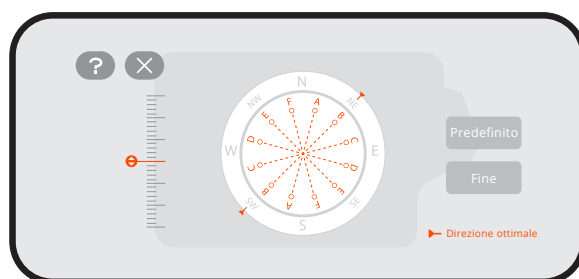 ?
N
NW
NE
F A
E B
D C
W E
C D
B E
A F
SW
SE
S
Predefinito
Fine
Direzione ottimale